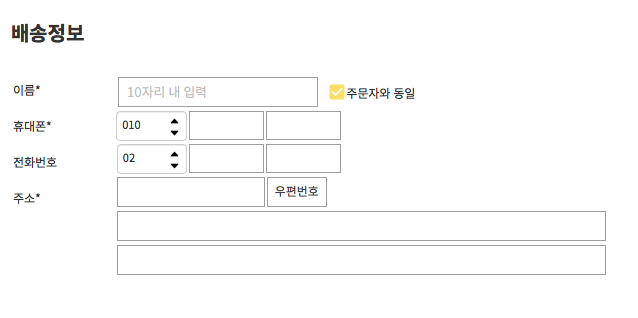 배송정보
이름* 10자리 내 입력 주문자와 동일
휴대폰* 010
전화번호 02
주소* 우편번호